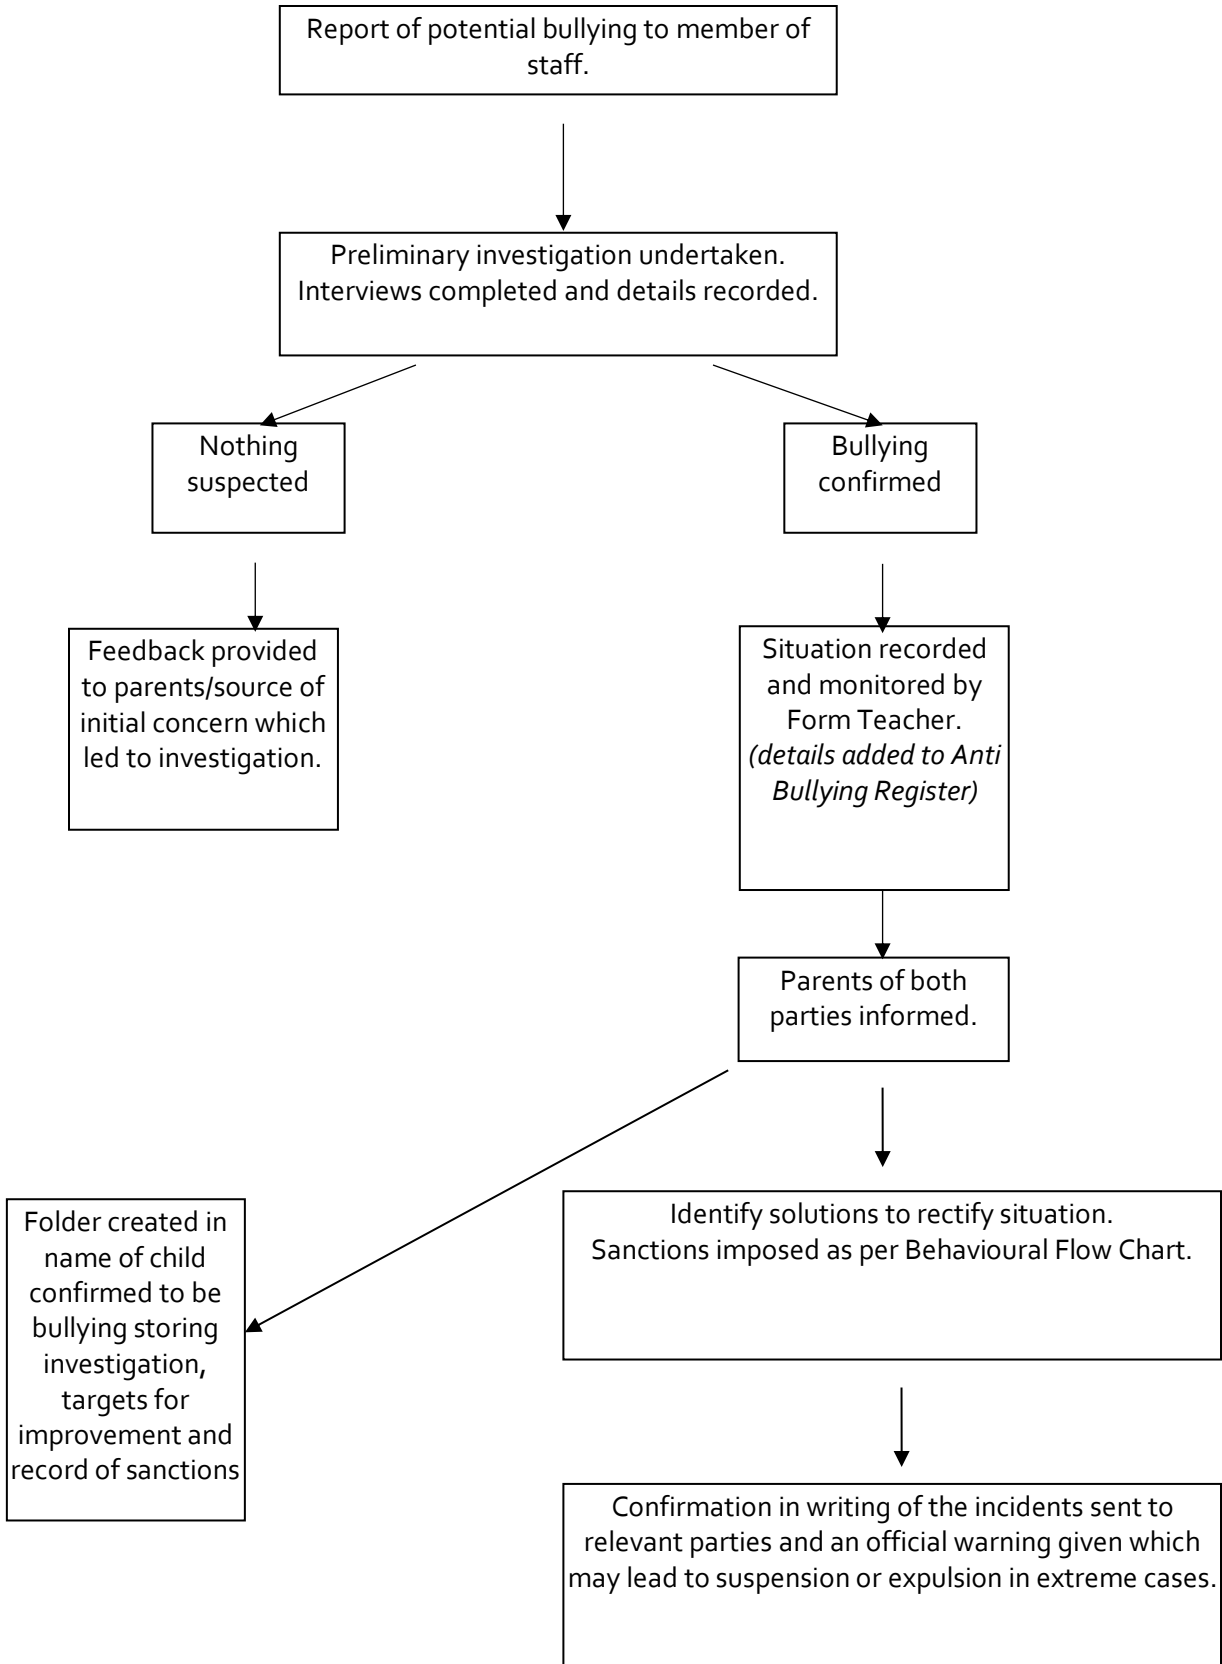 Report of potential bullying to member of
staff.
Preliminary investigation undertaken.
Interviews completed and details recorded.
Nothing
suspected
Bullying
confirmed
Feedback provided
to parents/source of
initial concern which
led to investigation.
Situation recorded
and monitored by
Form Teacher.
(details added to Anti
Bullying Register)
Parents of both
parties informed.
Folder created in
name of child
confirmed to be
bullying storing
investigation,
targets for
improvement and
record of sanctions
Identify solutions to rectify situation.
Sanctions imposed as per Behavioural Flow Chart.
Confirmation in writing of the incidents sent to
relevant parties and an official warning given which
may lead to suspension or expulsion in extreme cases.